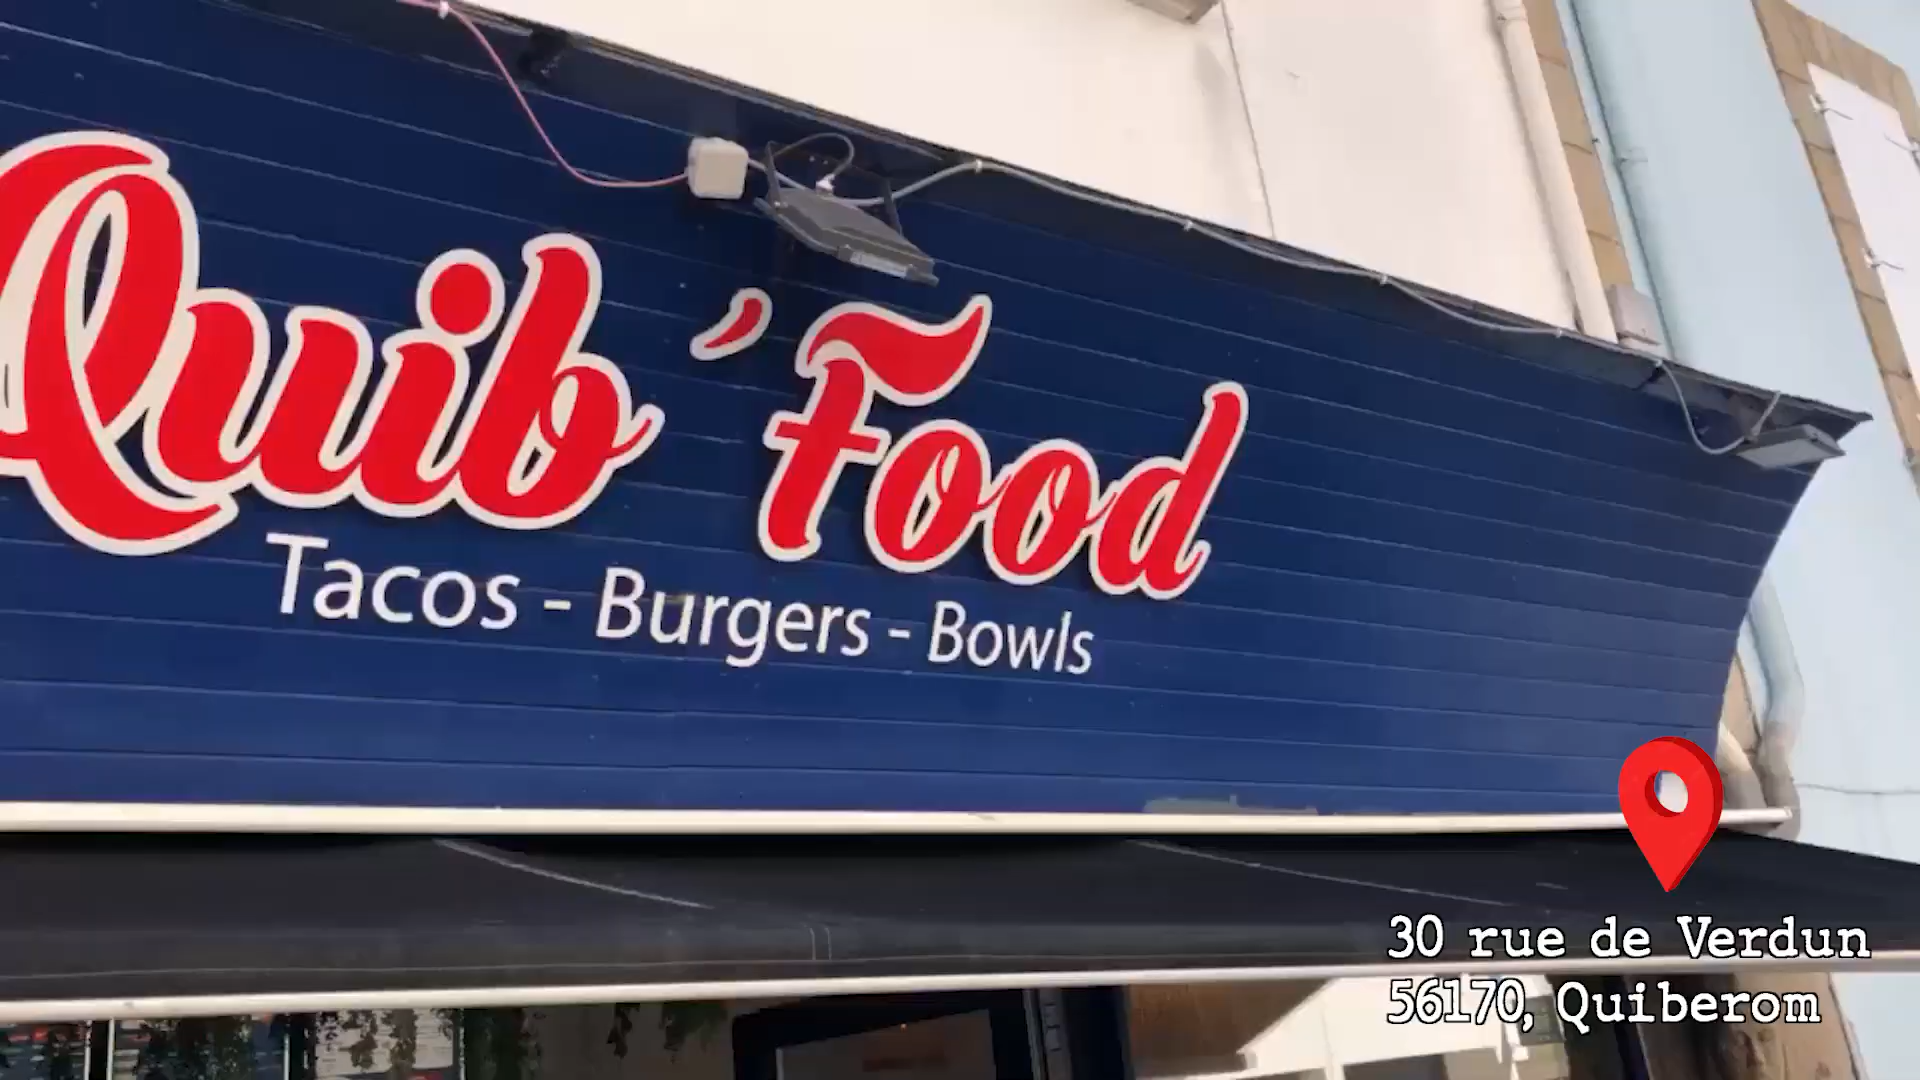 Quib'Food
Tacos - Burgers - Bowls
30 rue de Verdun
56170, Quiberom